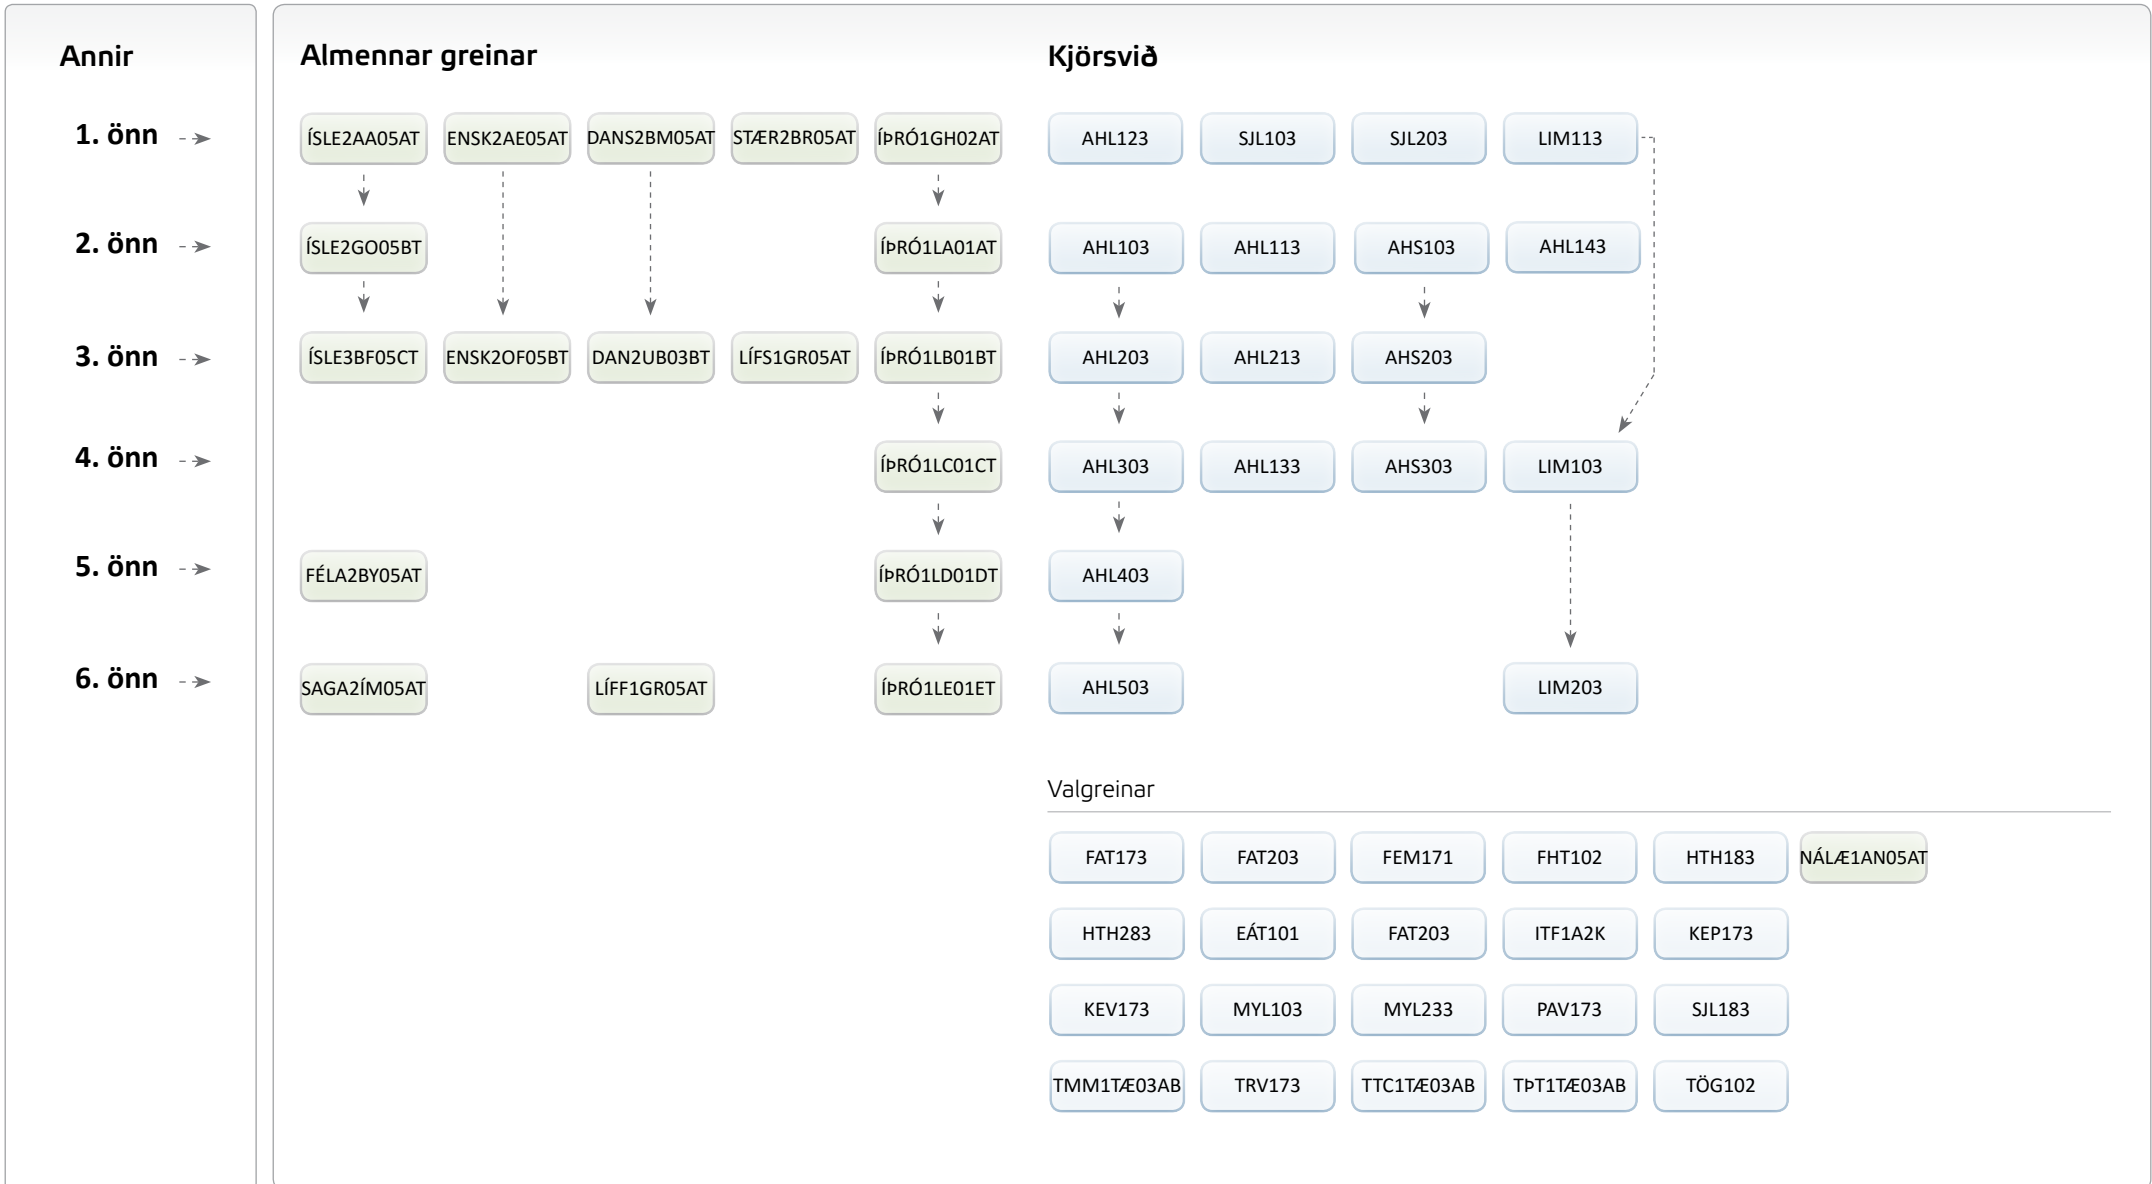 Annir
Almennar greinar
Kjörsvið
1. önn
ÍSLE2AA05AT ENSK2AE05AT DANS2BM05AT STÆR2BR05AT ÍÞRÓ1GH02AT AHL123 SJL103 SJL203 LIM113
2. önn
ÍSLE2GO05BT ÍÞRÓ1LA01AT AHL103 AHL113 AHS103 AHL143
3. önn
ÍSLE3BF05CT ENSK2OF05BT DAN2UB03BT LÍFS1GR05AT ÍÞRÓ1LB01BT AHL203 AHL213 AHS203
4. önn
ÍÞRÓ1LC01CT AHL303 AHL133 AHS303 LIM103
5. önn
FÉLA2BY05AT ÍÞRÓ1LD01DT AHL403
6. önn
SAGA2ÍM05AT LÍFF1GR05AT ÍÞRÓ1LE01ET AHL503 LIM203
Valgreinar
FAT173 FAT203 FEM171 FHT102 HTH183 NÁLÆ1AN05AT
HTH283 EÁT101 FAT203 ITF1A2K KEP173
KEV173 MYL103 MYL233 PAV173 SJL183
TMM1TÆ03AB TRV173 TTC1TÆ03AB TÞT1TÆ03AB TÖG102